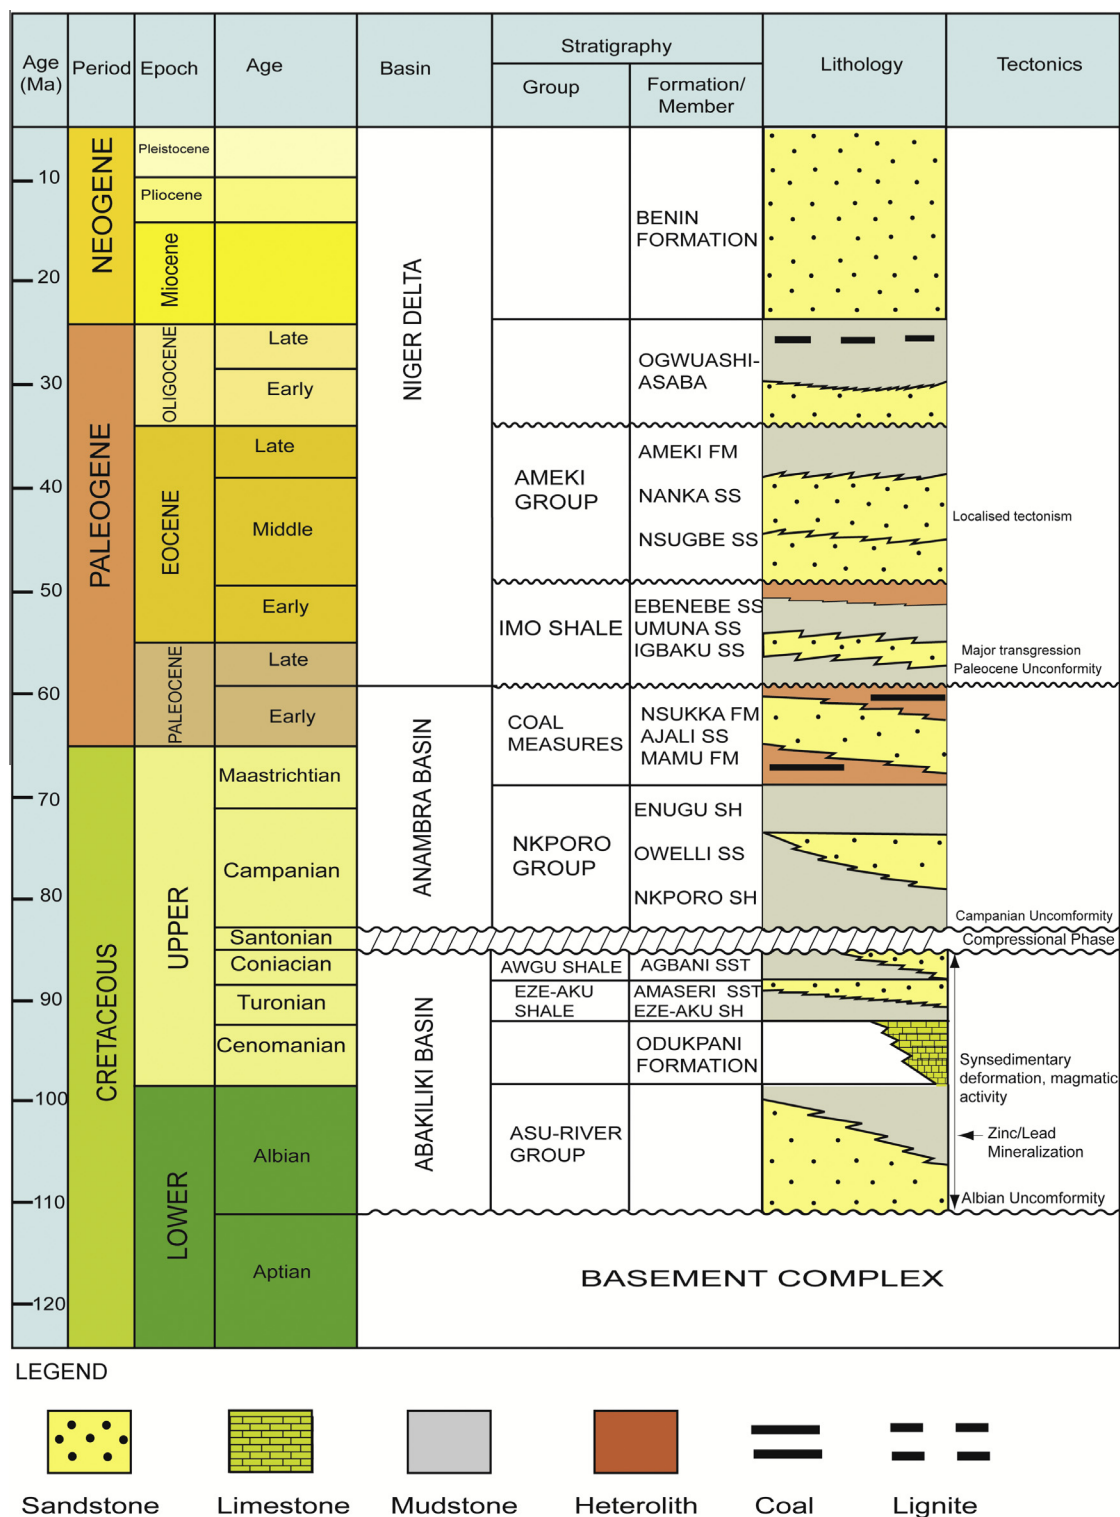 Age
(Ma)
Period
Epoch
Age
Basin
Stratigraphy
Group
Formation/
Member
Lithology
Tectonics
10
20
30
40
50
60
70
80
90
100
110
120
NEOGENE
PALEOGENE
CRETACEOUS
Pleistocene
Pliocene
Miocene
OLIGOCENE
EOCENE
PALEOCENE
UPPER
LOWER
Late
Early
Late
Middle
Early
Late
Early
Maastrichtian
Campanian
Santonian
Coniacian
Turonian
Cenomanian
Albian
Aptian
NIGER DELTA
ANAMBRA BASIN
ABAKILIKI BASIN
AMEKI
GROUP
IMO SHALE
COAL
MEASURES
NKPORO
GROUP
AWGU SHALE
EZE-AKU
SHALE
ASU-RIVER
GROUP
BENIN
FORMATION
OGWUASHI-
ASABA
AMEKI FM
NANKA SS
NSUGBE SS
EBENEBE SS
UMUNA SS
IGBAKU SS
NSUKKA FM
AJALI SS
MAMU FM
ENUGU SH
OWELLI SS
NKPORO SH
AGBANI SST
AMASERI SST
EZE-AKU SH
ODUKPANI
FORMATION
Localised tectonism
Major transgression
Paleocene Unconformity
Campanian Uncomformity
Compressional Phase
Synsedimentary
deformation, magmatic
activity
Zinc/Lead
Mineralization
Albian Uncomformity
BASEMENT COMPLEX
LEGEND
Sandstone
Limestone
Mudstone
Heterolith
Coal
Lignite